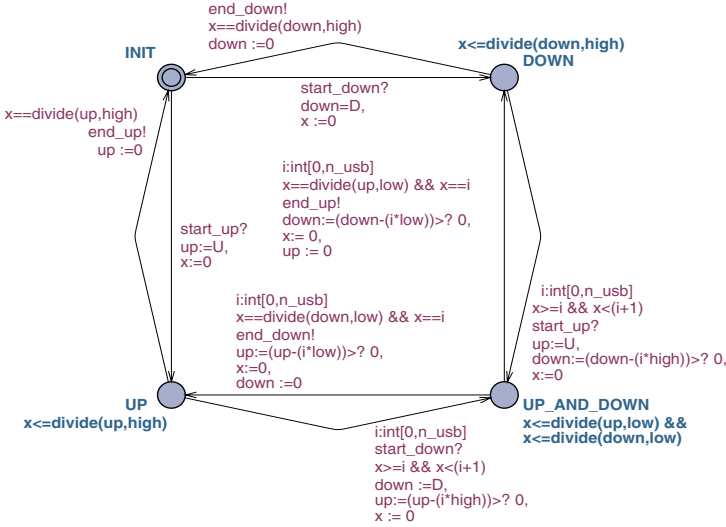 end_down!
x==divide(down,high)
down :=0
INIT
x<=divide(down,high)
DOWN
start_down?
down=D,
x :=0
x==divide(up,high)
end_up!
up :=0
i:int[0,n_usb]
x==divide(up,low) && x==i
end_up!
down:=(down-(i*low))>? 0,
x:= 0,
up := 0
start_up?
up:=U,
x:=0
i:int[0,n_usb]
x==divide(down,low) && x==i
end_down!
up:=(up-(i*low))>? 0,
x:=0,
down :=0
i:int[0,n_usb]
x>=i && x<(i+1)
start_up?
up:=U,
down:=(down-(i*high))>? 0,
x:=0
UP
x<=divide(up,high)
UP_AND_DOWN
x<=divide(up,low) &&
x<=divide(down,low)
i:int[0,n_usb]
start_down?
x>=i && x<(i+1)
down :=D,
up:=(up-(i*high))>? 0,
x := 0